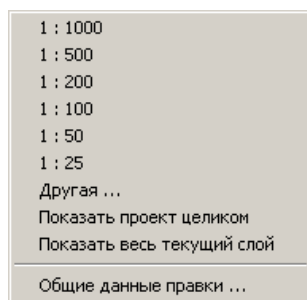 1 : 1000
1 : 500
1 : 200
1 : 100
1 : 50
1 : 25
Другая ...
Показать проект целиком
Показать весь текущий слой
Общие данные правки ...